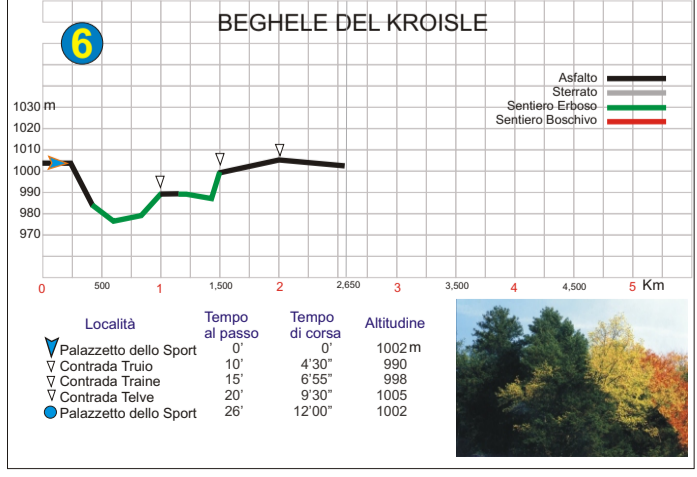 BEGHELE DEL KROISLE
6
Asfalto
Sterrato
Sentiero Erboso
Sentiero Boschivo
1030 m
1020
1010
1000
990
980
970
0 500 1 1,500 2 2,650 3 3,500 4 4,500 5 Km
Località Tempo al passo Tempo di corsa Altitudine
Palazzetto dello Sport 0' 0' 1002 m
Contrada Truio 10' 4'30" 990
Contrada Traine 15' 6'55" 998
Contrada Telve 20' 9'30" 1005
Palazzetto dello Sport 26' 12'00" 1002